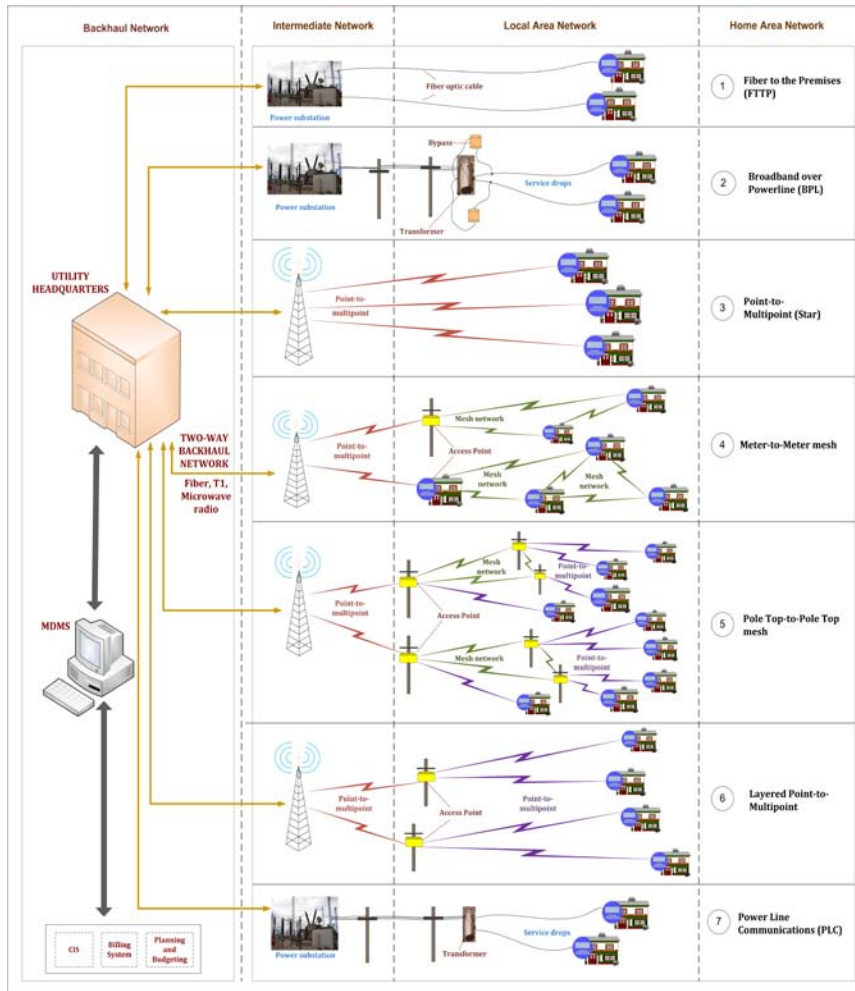 Backhaul Network
Intermediate Network
Local Area Network
Home Area Network
Fiber optic cable
Power substation
1
Fiber to the Premises
(FTTP)
Bypass
Service drops
Power substation
Transformer
2
Broadband over
Powerline (BPL)
UTILITY
HEADQUARTERS
Point-to-
multipoint
3
Point-to-
Multipoint (Star)
TWO-WAY
BACKHAUL
NETWORK
Fiber, T1,
Microwave
radio
Point-to-
multipoint
Mesh network
Access Point
Mesh
network
Mesh
network
4
Meter-to-Meter mesh
MDMS
Point-to-
multipoint
Mesh
network
Point-to-
multipoint
Access Point
Mesh network
Point-to-
multipoint
5
Pole Top-to-Pole Top
mesh
Point-to-
multipoint
Access Point
Point-to-
multipoint
6
Layered Point-to-
Multipoint
CIS
Billing
System
Planning
and
Budgeting
Power substation
Transformer
Service drops
7
Power Line
Communications (PLC)